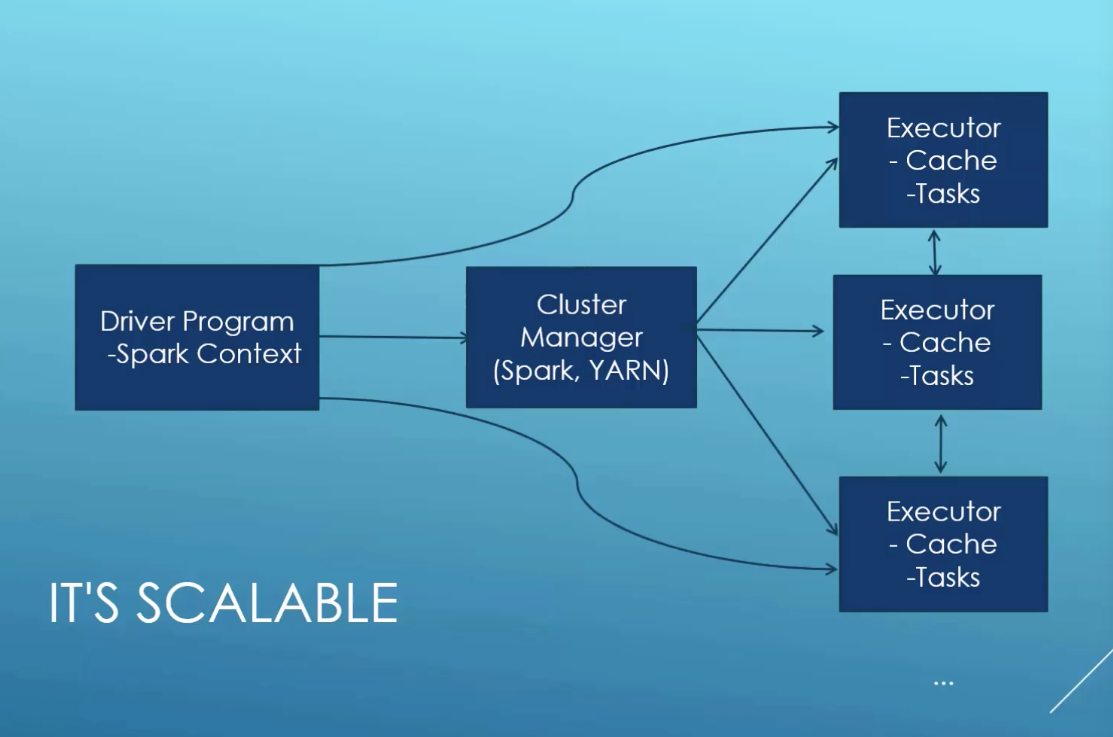 Driver Program
-Spark Context
Cluster
Manager
(Spark, YARN)
Executor
- Cache
-Tasks
Executor
- Cache
-Tasks
Executor
- Cache
-Tasks
IT'S SCALABLE
...